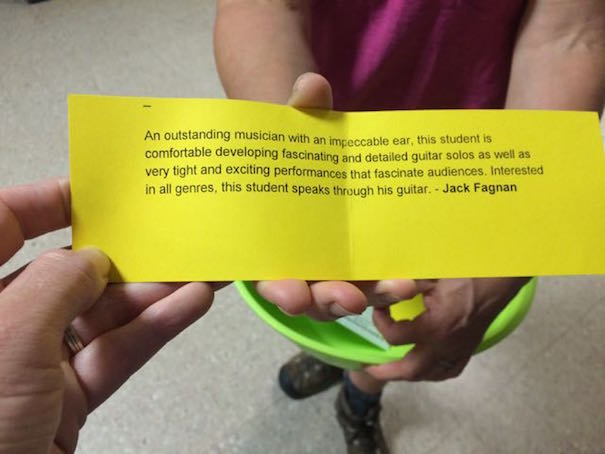 An outstanding musician with an impeccable ear, this student is
comfortable developing fascinating and detailed guitar solos as well as
very tight and exciting performances that fascinate audiences. Interested
in all genres, this student speaks through his guitar. - Jack Fagnan